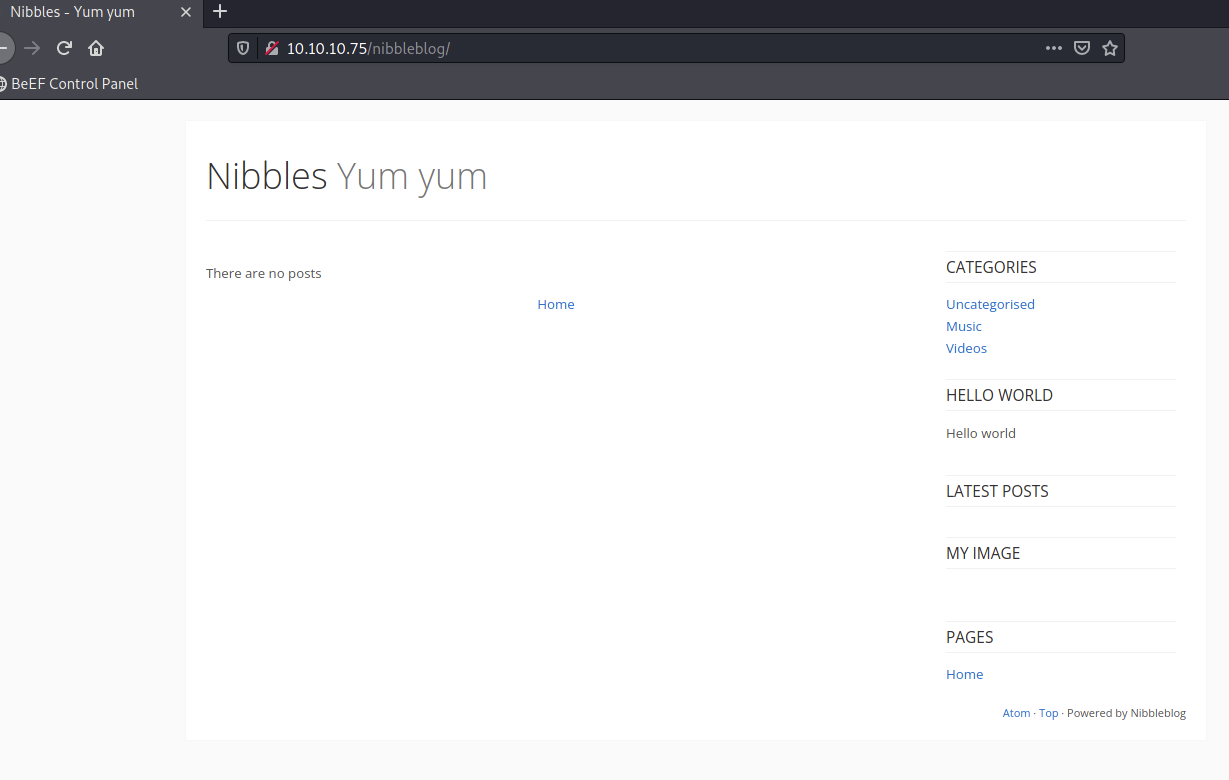 Nibbles - Yum yum
10.10.10.75/nibbleblog/
BeEF Control Panel
Nibbles Yum yum
There are no posts
Home
CATEGORIES
Uncategorised
Music
Videos
HELLO WORLD
Hello world
LATEST POSTS
MY IMAGE
PAGES
Home
Atom · Top · Powered by Nibbleblog